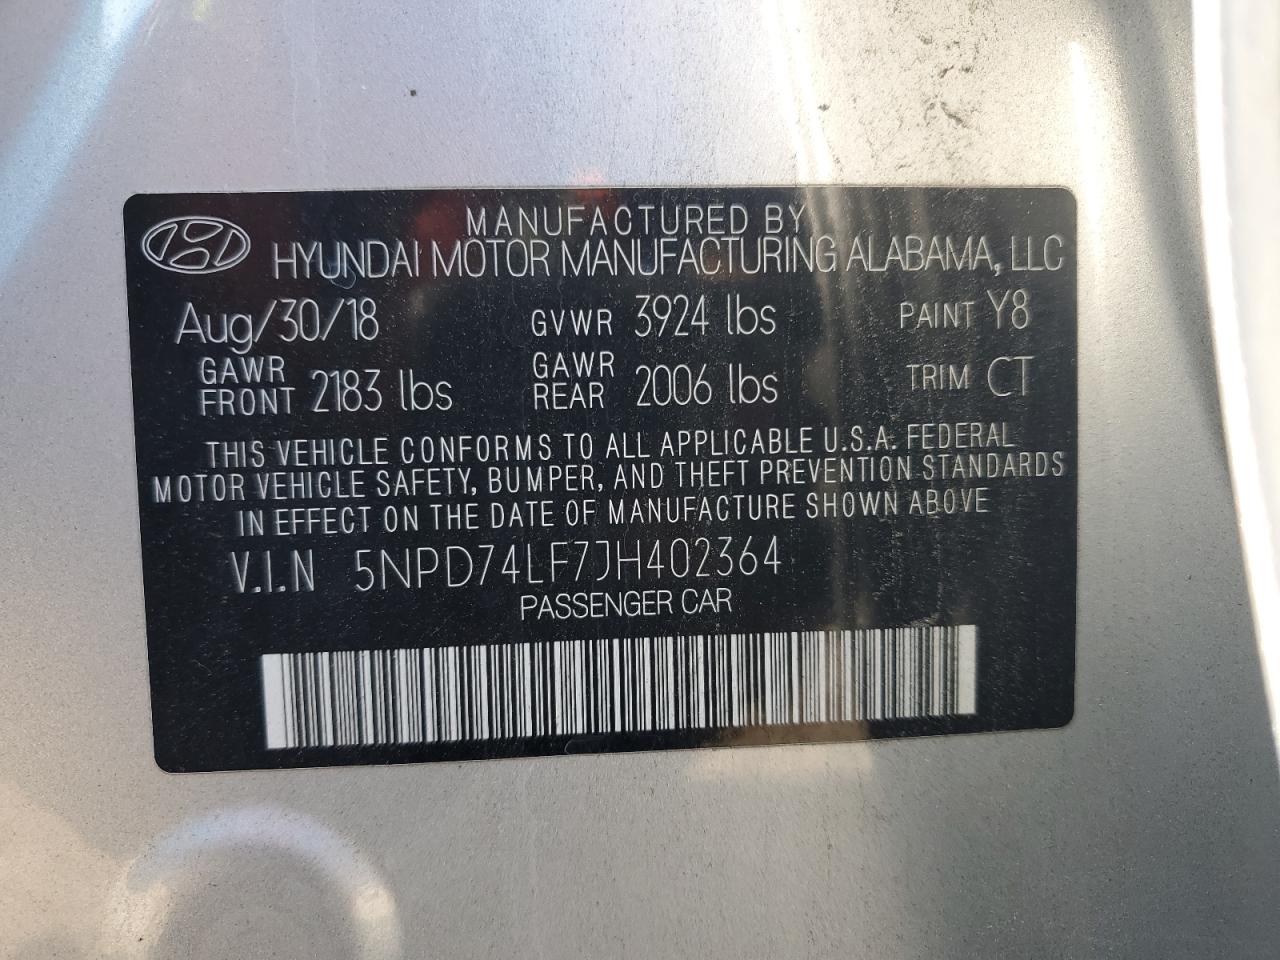 MANUFACTURED BY
HYUNDAI MOTOR MANUFACTURING ALABAMA, LLC
Aug/30/18 GVWR 3924 lbs PAINT Y8
GAWR FRONT 2183 lbs GAWR REAR 2006 lbs TRIM CT
THIS VEHICLE CONFORMS TO ALL APPLICABLE U.S.A. FEDERAL
MOTOR VEHICLE SAFETY, BUMPER, AND THEFT PREVENTION STANDARDS
IN EFFECT ON THE DATE OF MANUFACTURE SHOWN ABOVE
V.I.N 5NPD74LF7JH402364
PASSENGER CAR